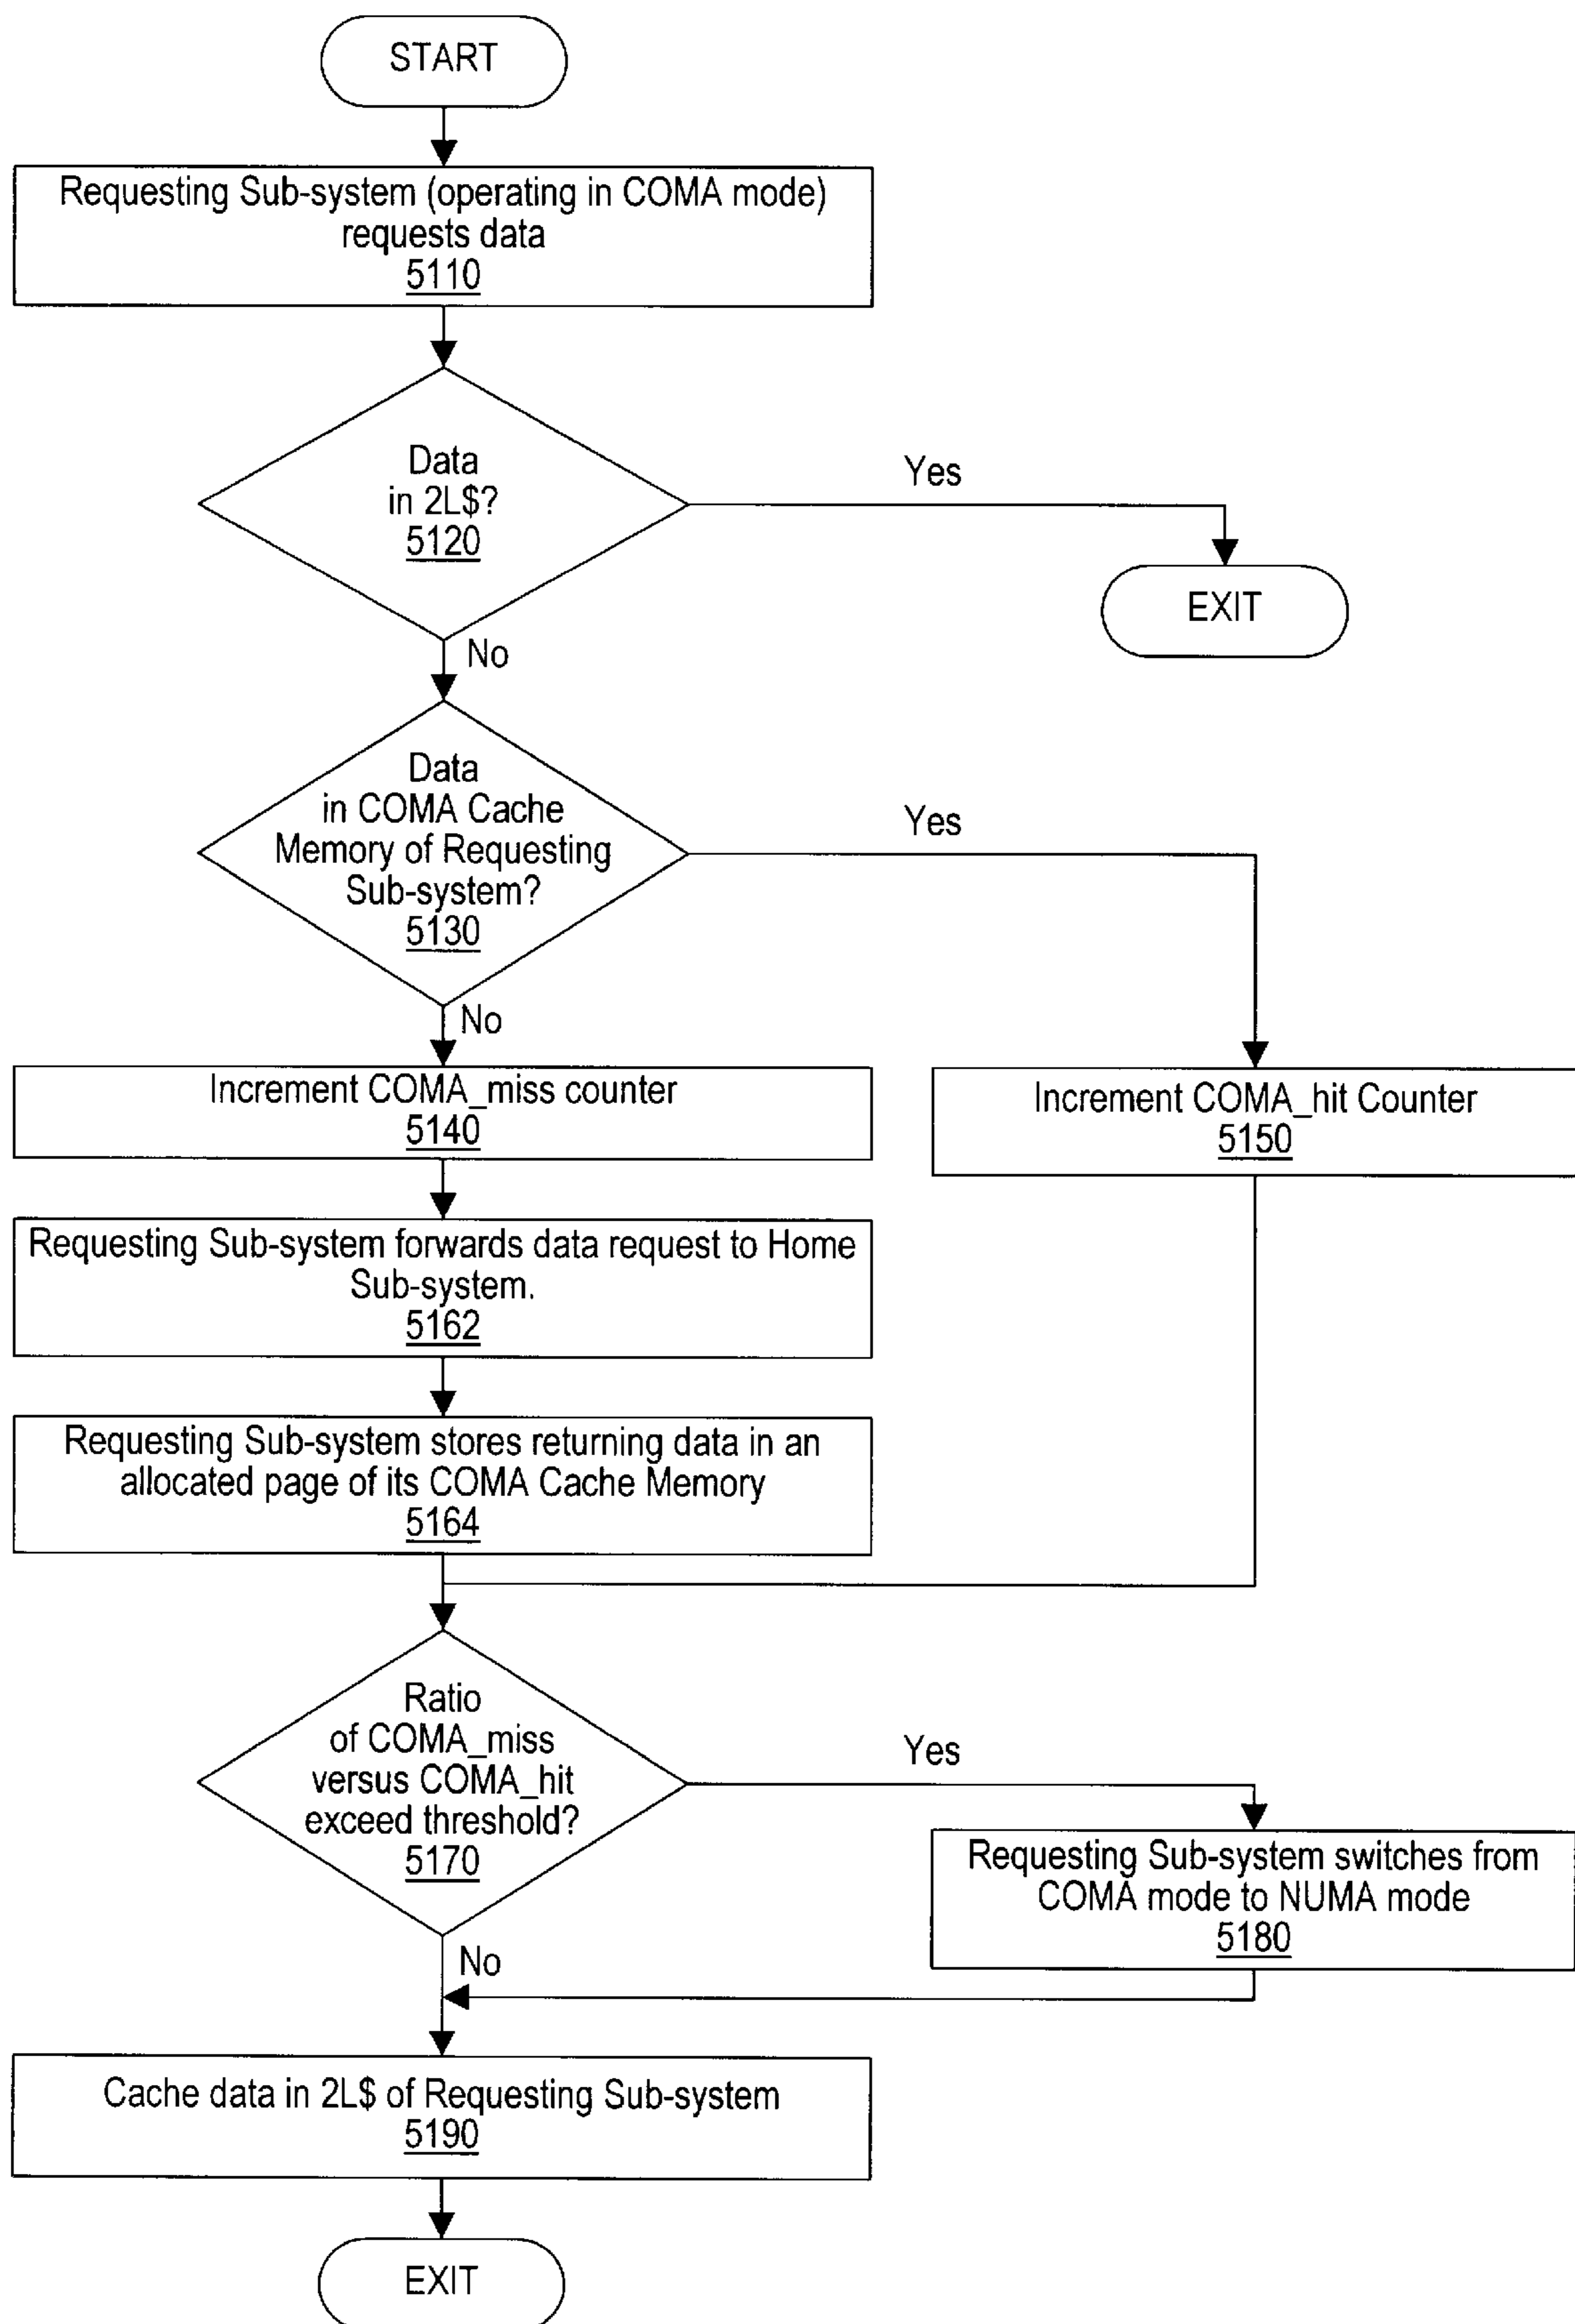 START
Requesting Sub-system (operating in COMA mode)
requests data
5110
Data
in 2L$?
5120
Yes
EXIT
No
Data
in COMA Cache
Memory of Requesting
Sub-system?
5130
Yes
No
Increment COMA_miss counter
5140
Increment COMA_hit Counter
5150
Requesting Sub-system forwards data request to Home
Sub-system.
5162
Requesting Sub-system stores returning data in an
allocated page of its COMA Cache Memory
5164
Ratio
of COMA_miss
versus COMA_hit
exceed threshold?
5170
Yes
Requesting Sub-system switches from
COMA mode to NUMA mode
5180
No
Cache data in 2L$ of Requesting Sub-system
5190
EXIT